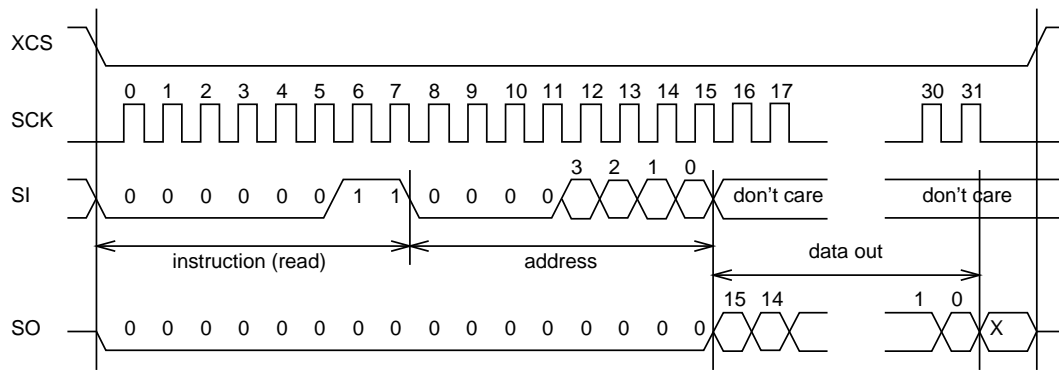 XCS
0 1 2 3 4 5 6 7 8 9 10 11 12 13 14 15 16 17 30 31
SCK
3 2 1 0
SI 0 0 0 0 0 0 1 1 0 0 0 0 don't care don't care
instruction (read) address data out
15 14 1 0
SO 0 0 0 0 0 0 0 0 0 0 0 0 0 0 0 0 X